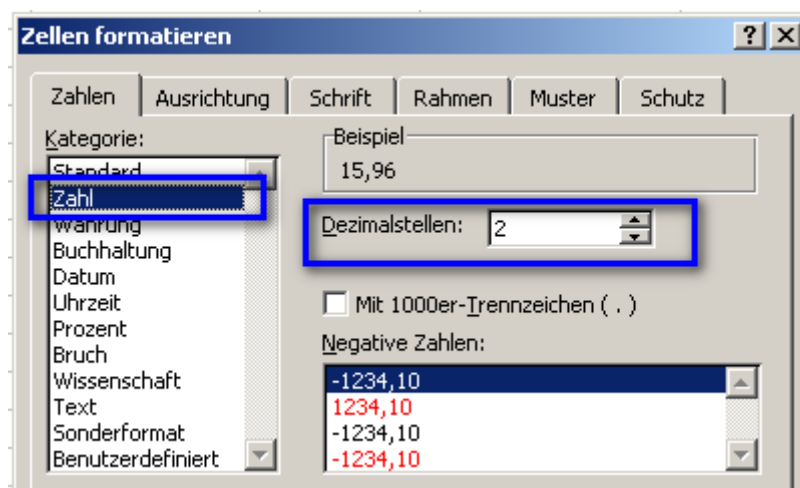 Zellen formatieren
Zahlen Ausrichtung Schrift Rahmen Muster Schutz
Kategorie:
Standard
Zahl
Währung
Buchhaltung
Datum
Uhrzeit
Prozent
Bruch
Wissenschaft
Text
Sonderformat
Benutzerdefiniert
Beispiel
15,96
Dezimalstellen: 2
Mit 1000er-Trennzeichen ( . )
Negative Zahlen:
-1234,10
1234,10
-1234,10
-1234,10